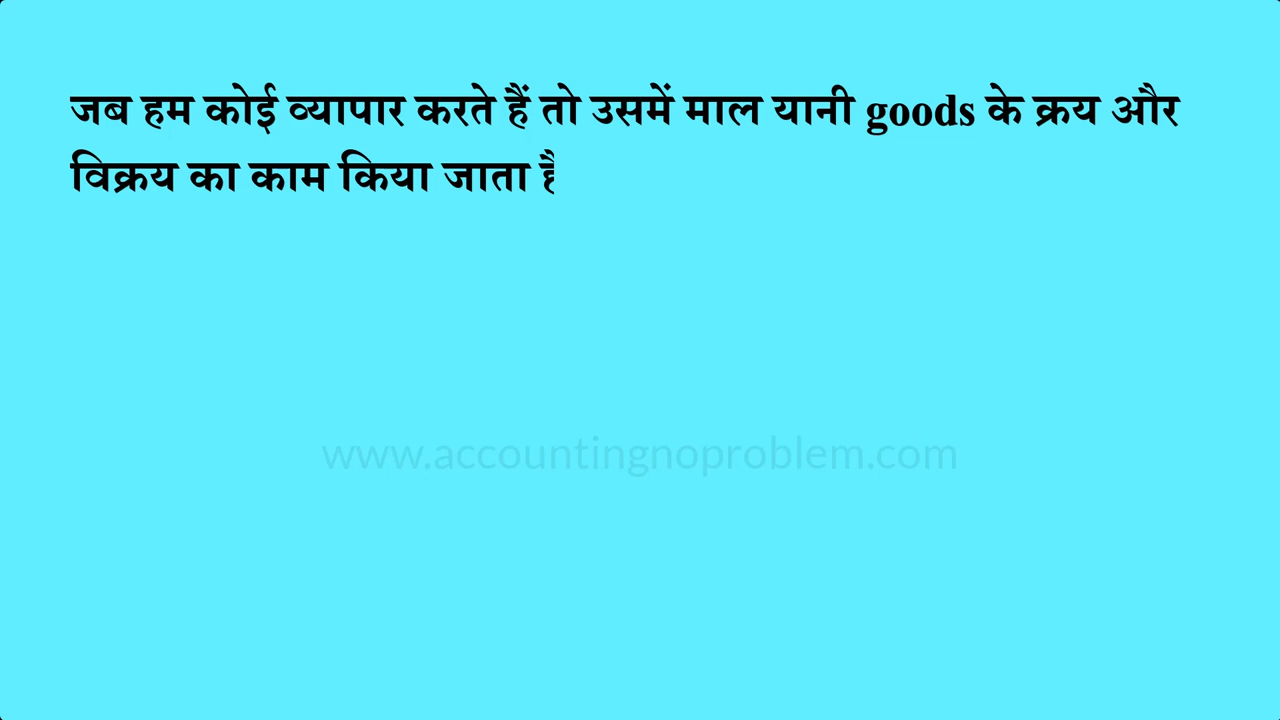 जब हम कोई व्यापार करते हैं तो उसमें माल यानी goods के क्रय और
विक्रय का काम किया जाता है
www.accountingnoproblem.com